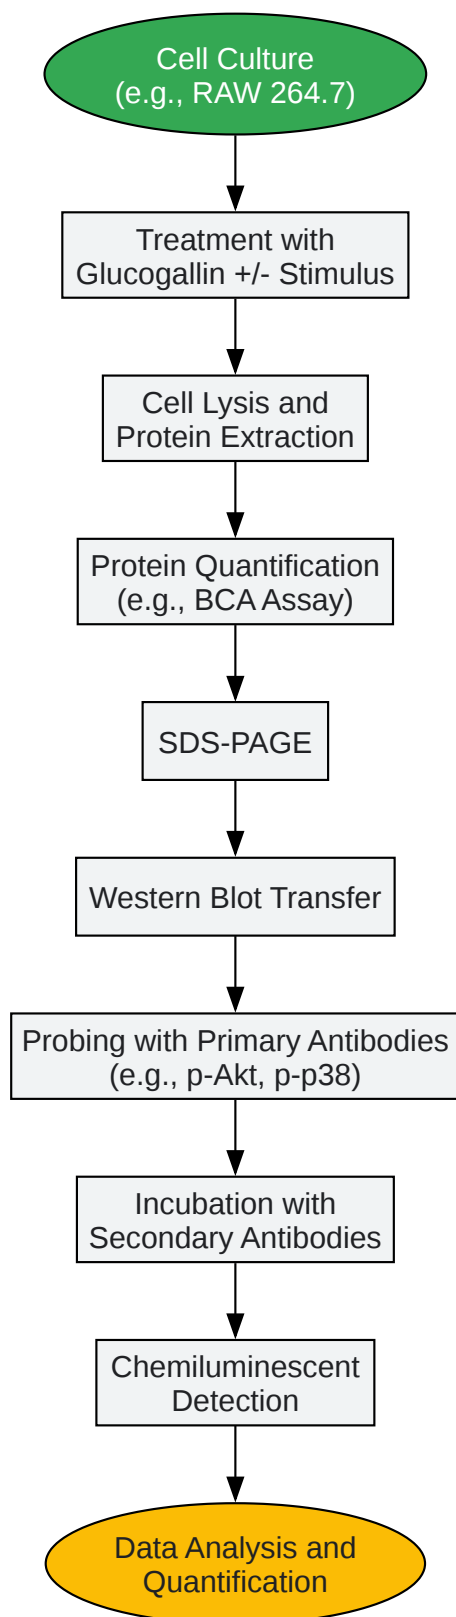 Cell Culture
(e.g., RAW 264.7)
Treatment with
Glucogallin +/- Stimulus
Cell Lysis and
Protein Extraction
Protein Quantification
(e.g., BCA Assay)
SDS-PAGE
Western Blot Transfer
Probing with Primary Antibodies
(e.g., p-Akt, p-p38)
Incubation with
Secondary Antibodies
Chemiluminescent
Detection
Data Analysis and
Quantification